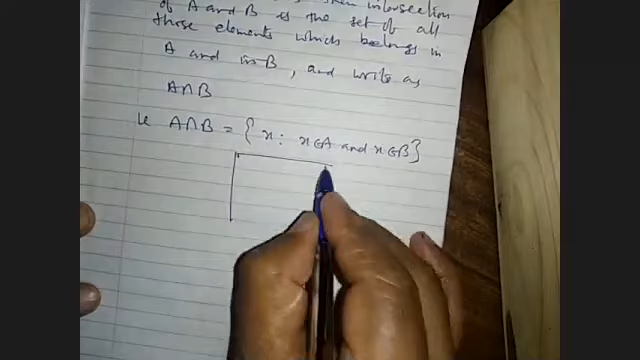 intersection
of A and B is the set of all
those elements which belongs in
A and in B, and write as
A∩B
ie A∩B = { x : x∈A and x∈B }